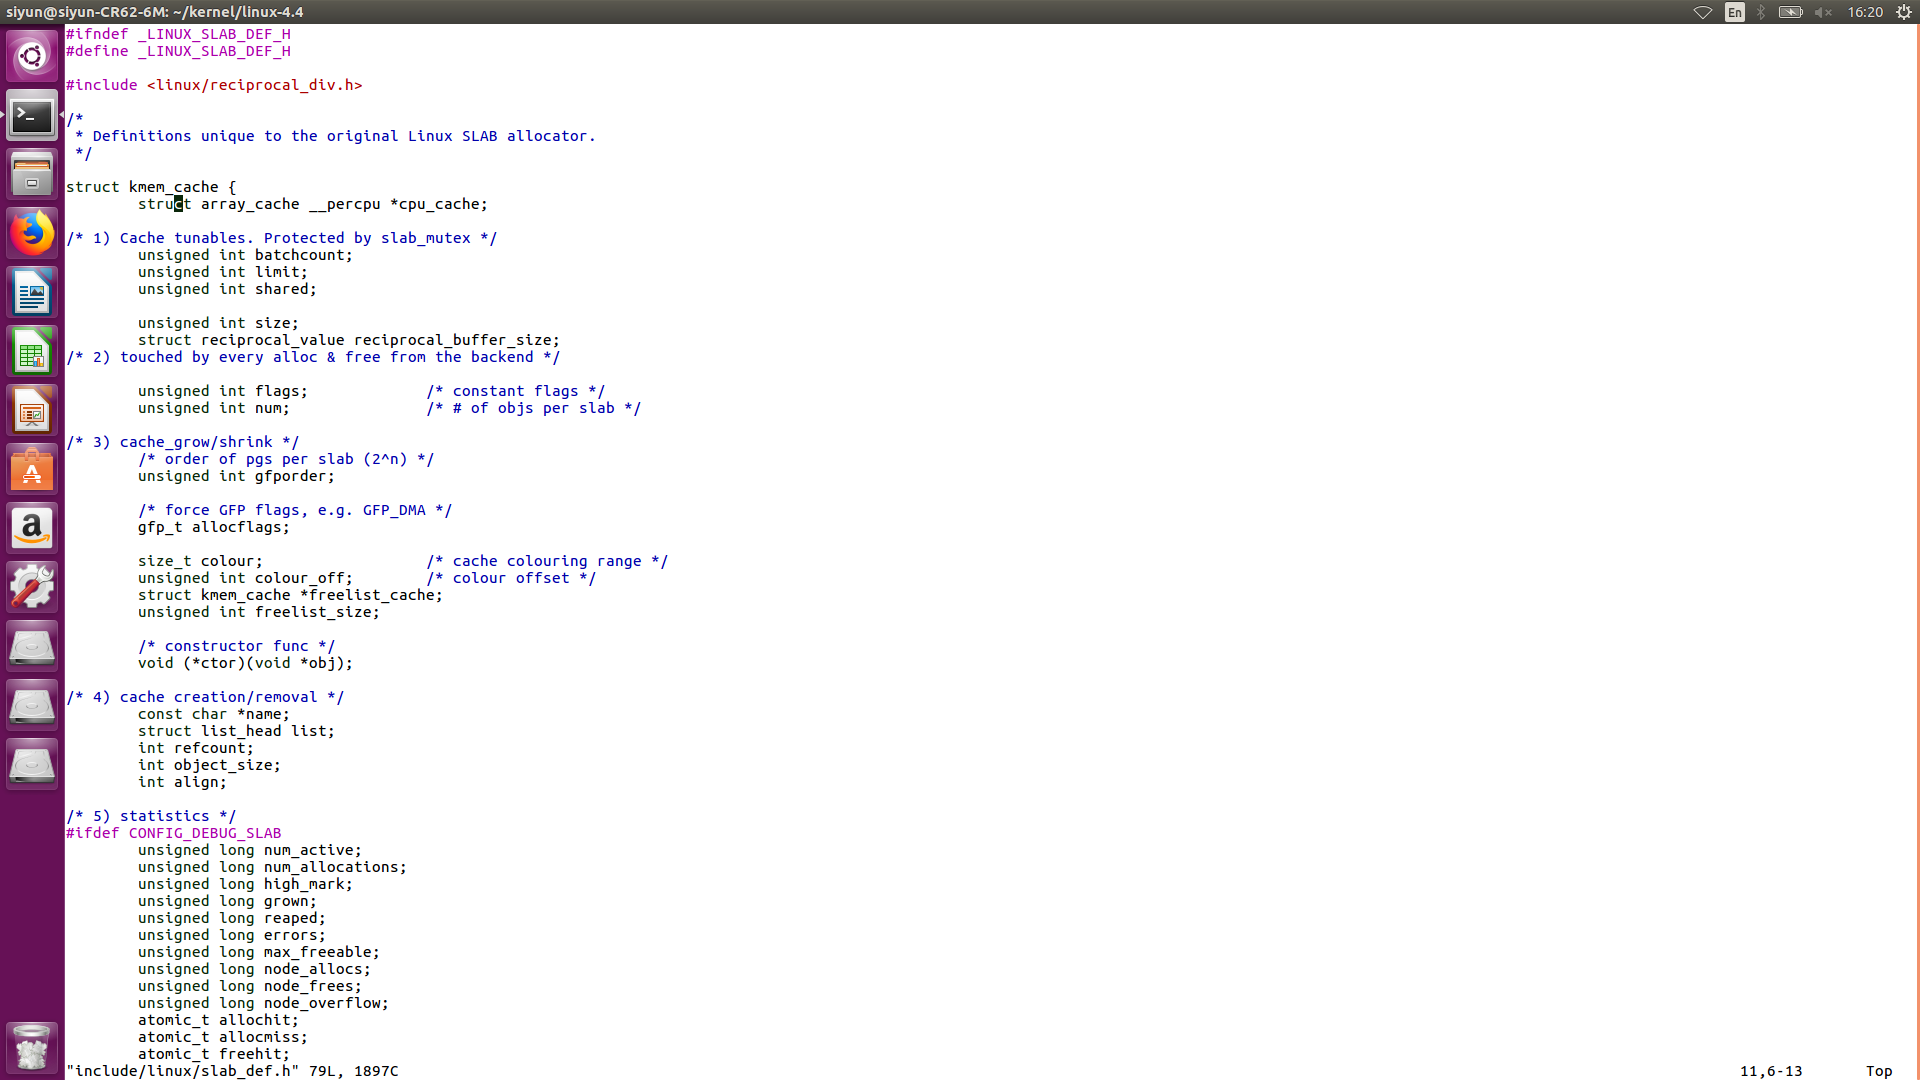 siyun@siyun-CR62-6M: ~/kernel/linux-4.4
En
16:20
#ifndef _LINUX_SLAB_DEF_H
#define _LINUX_SLAB_DEF_H
#include <linux/reciprocal_div.h>
/*
 * Definitions unique to the original Linux SLAB allocator.
 */
struct kmem_cache {
        struct array_cache __percpu *cpu_cache;
/* 1) Cache tunables. Protected by slab_mutex */
        unsigned int batchcount;
        unsigned int limit;
        unsigned int shared;
        unsigned int size;
        struct reciprocal_value reciprocal_buffer_size;
/* 2) touched by every alloc & free from the backend */
        unsigned int flags;             /* constant flags */
        unsigned int num;               /* # of objs per slab */
/* 3) cache_grow/shrink */
        /* order of pgs per slab (2^n) */
        unsigned int gfporder;
        /* force GFP flags, e.g. GFP_DMA */
        gfp_t allocflags;
        size_t colour;                  /* cache colouring range */
        unsigned int colour_off;        /* colour offset */
        struct kmem_cache *freelist_cache;
        unsigned int freelist_size;
        /* constructor func */
        void (*ctor)(void *obj);
/* 4) cache creation/removal */
        const char *name;
        struct list_head list;
        int refcount;
        int object_size;
        int align;
/* 5) statistics */
#ifdef CONFIG_DEBUG_SLAB
        unsigned long num_active;
        unsigned long num_allocations;
        unsigned long high_mark;
        unsigned long grown;
        unsigned long reaped;
        unsigned long errors;
        unsigned long max_freeable;
        unsigned long node_allocs;
        unsigned long node_frees;
        unsigned long node_overflow;
        atomic_t allochit;
        atomic_t allocmiss;
        atomic_t freehit;
"include/linux/slab_def.h" 79L, 1897C
11,6-13
Top